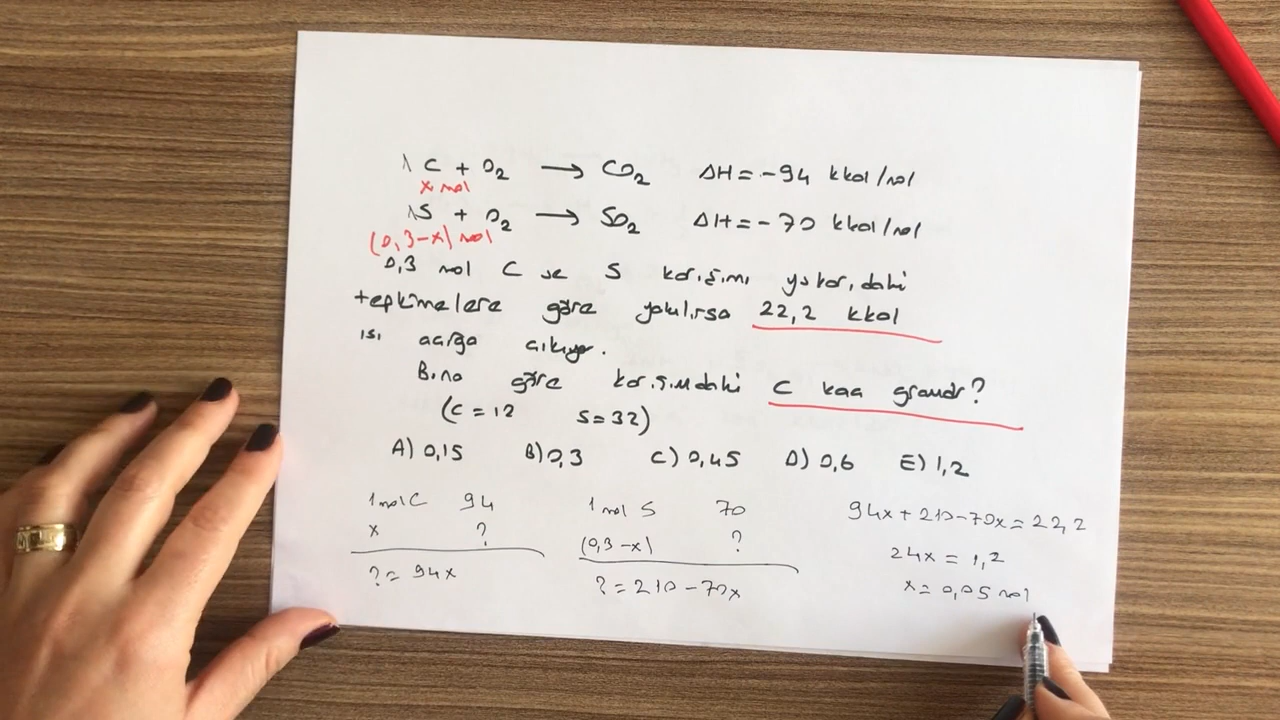 1 C + O₂ → CO₂ ΔH = -94 kkal/mol
x mol
1S + O₂ → SO₂ ΔH = -70 kkal/mol
(0,3-x) mol
0,3 mol C ve S karışımı yukarıdaki
tepkimelere göre yakılırsa 22,2 kkal
ısı açığa çıkıyor.
Buna göre karışımdaki C kaç gramdır?
(C = 12 S = 32)
A) 0,15 B) 0,3 C) 0,45 D) 0,6 E) 1,2
1 mol C 94
x ?
? = 94x
1 mol S 70
(0,3-x) ?
? = 210 - 70x
94x + 210 - 70x = 22,2
24x = 1,2
x = 0,05 mol